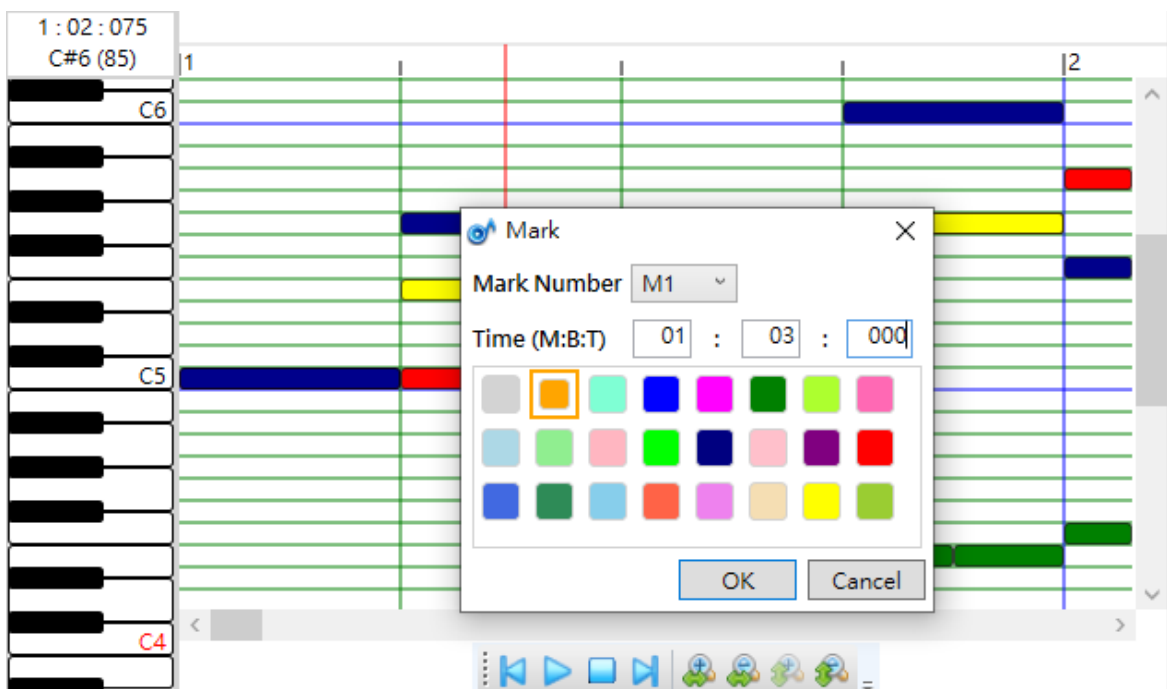 1 : 02 : 075
C#6 (85)
1
2
C6
C5
C4
Mark
Mark Number M1
Time (M:B:T) 01 : 03 : 000
OK Cancel